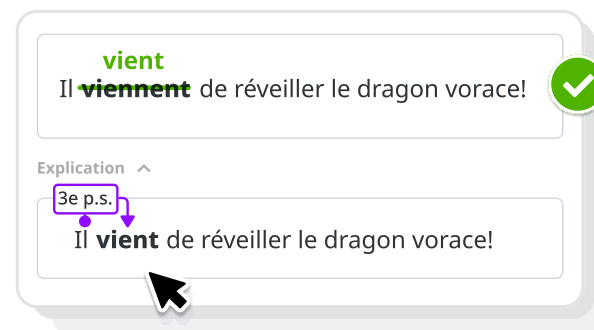 vient
Il viennent de réveiller le dragon vorace!
Explication
3e p.s.
Il vient de réveiller le dragon vorace!